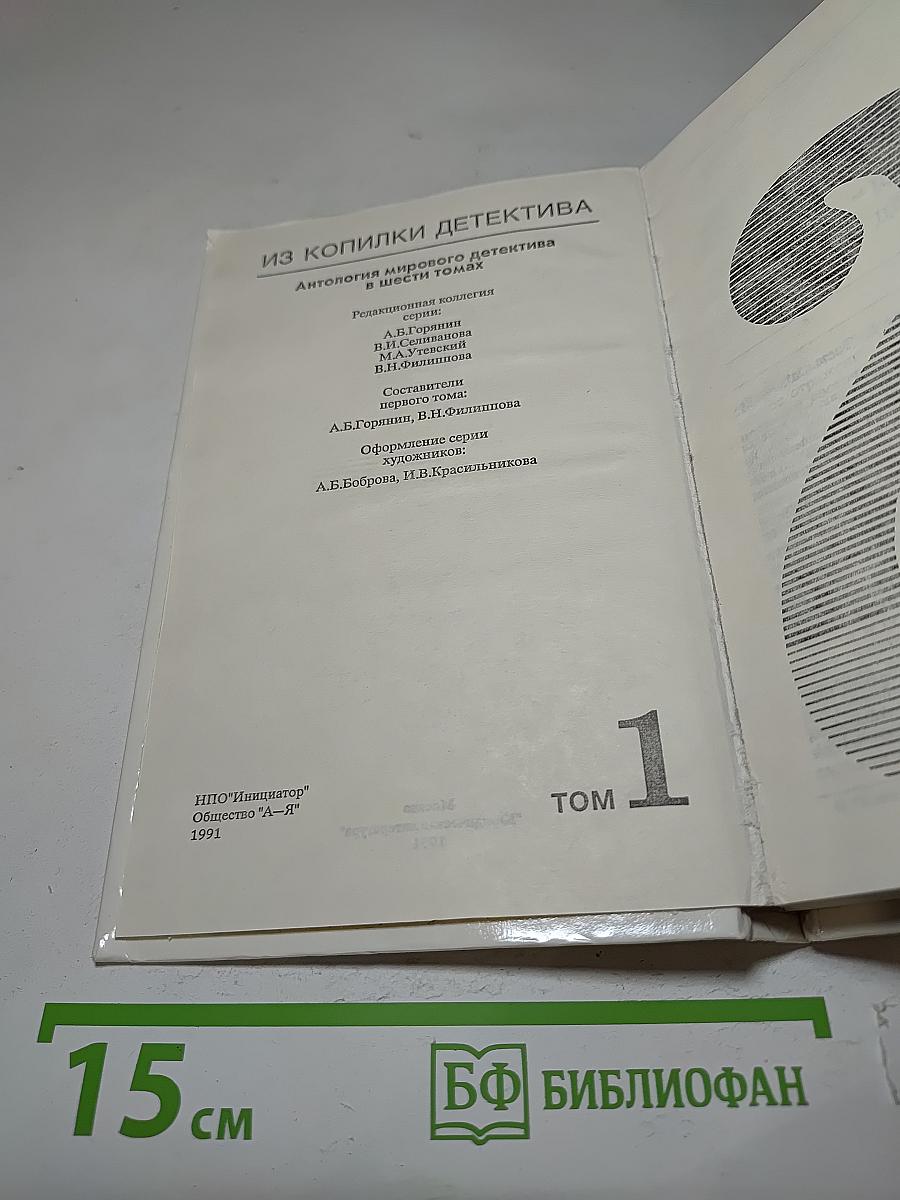 ИЗ КОПИЛКИ ДЕТЕКТИВА
Антология мирового детектива
в шести томах
Редакционная коллегия
серии:
А.Б.Горянин
В.И.Селиванова
М.А.Утевский
В.Н.Филиппова
Составители
первого тома:
А.Б.Горянин, В.Н.Филиппова
Оформление серии
художников:
А.Б.Боброва, И.В.Красильникова
НПО"Инициатор"
Общество "А—Я"
1991
ТОМ 1
15 см
БФ БИБЛИОФАН